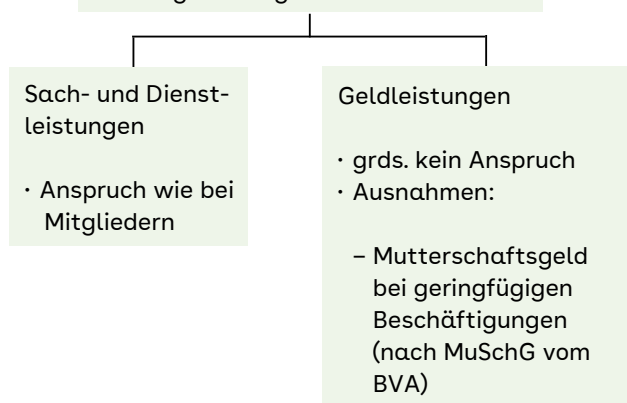 Sach- und Dienst-
leistungen
· Anspruch wie bei
Mitgliedern
Geldleistungen
· grds. kein Anspruch
· Ausnahmen:
– Mutterschaftsgeld
bei geringfügigen
Beschäftigungen
(nach MuSchG vom
BVA)